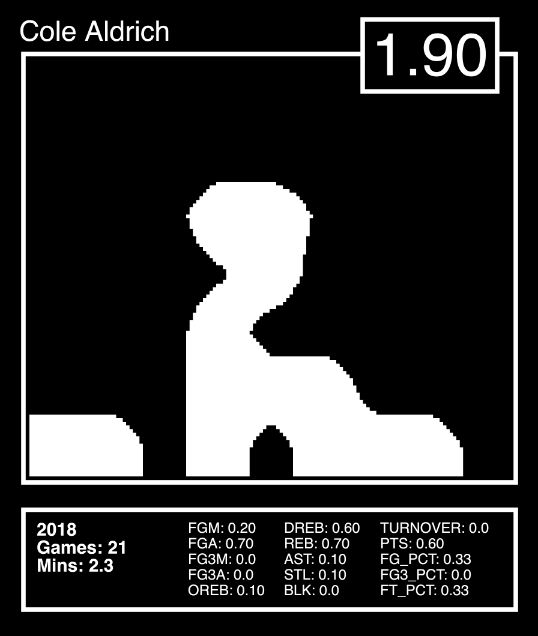 Cole Aldrich
1.90
2018
Games: 21
Mins: 2.3
FGM: 0.20
FGA: 0.70
FG3M: 0.0
FG3A: 0.0
OREB: 0.10
DREB: 0.60
REB: 0.70
AST: 0.10
STL: 0.10
BLK: 0.0
TURNOVER: 0.0
PTS: 0.60
FG_PCT: 0.33
FG3_PCT: 0.0
FT_PCT: 0.33